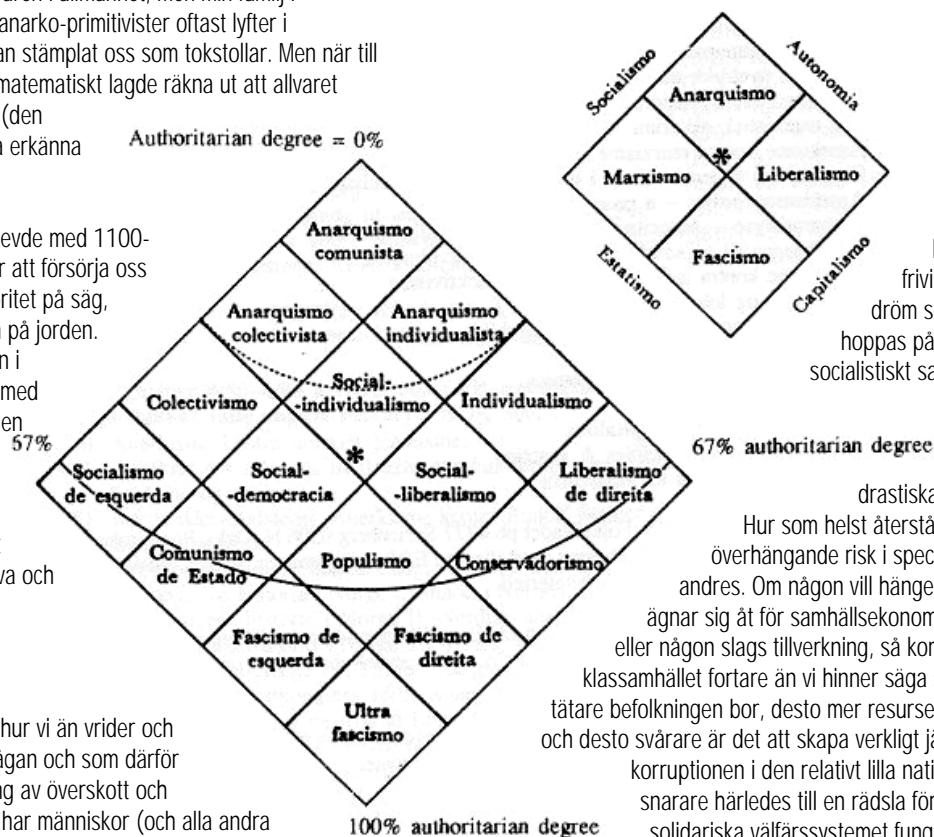 anarko-primitivister oftast lyfter i
an stämplat oss som tokstollar. Men när till
matematiskt lagde räkna ut att allvaret
(den
erkänna
evde med 1100-
r att försörja oss
oritet på säg,
på jorden.
n i
med
en
va och
hur vi än vrider och
ågan och som därför
ng av överskott och
har människor (och alla andra
Authoritarian degree = 0%
Anarquismo
comunista
Anarquismo
colectivista
Anarquismo
individualista
Colectivismo
Social-
-individualismo
Individualismo
57%
67% authoritarian degree
*
Socialismo
de esquerda
Social-
-democracia
Social-
-liberalismo
Liberalismo
de direita
Comunismo
de Estado
Populismo
Conservadorismo
Fascismo de
esquerda
Fascismo de
direita
Ultra
fascismo
100% authoritarian degree
Socialismo
Autonomia
Anarquismo
*
Marxismo
Liberalismo
Fascismo
Estatismo
Capitalismo
frivi
dröm s
hoppas på
socialistiskt sa
drastiska
Hur som helst återstå
överhängande risk i spec
andres. Om någon vill hänge
ägnar sig åt för samhällsekonom
eller någon slags tillverkning, så kor
klassamhället fortare än vi hinner säga
tätare befolkningen bor, desto mer resurse
och desto svårare är det att skapa verkligt jä
korruptionen i den relativt lilla nati
snarare härledes till en rädsla för
solidariska välfärssystemet fung